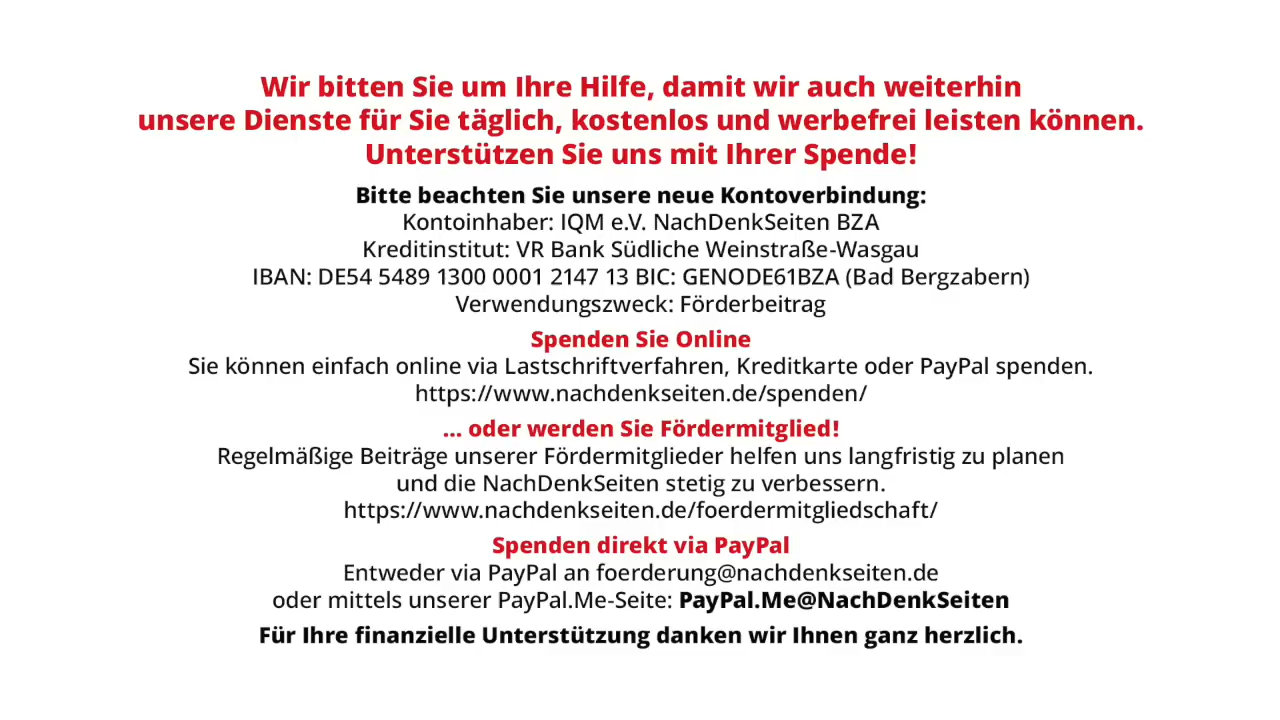 Wir bitten Sie um Ihre Hilfe, damit wir auch weiterhin
unsere Dienste für Sie täglich, kostenlos und werbefrei leisten können.
Unterstützen Sie uns mit Ihrer Spende!
Bitte beachten Sie unsere neue Kontoverbindung:
Kontoinhaber: IQM e.V. NachDenkSeiten BZA
Kreditinstitut: VR Bank Südliche Weinstraße-Wasgau
IBAN: DE54 5489 1300 0001 2147 13 BIC: GENODE61BZA (Bad Bergzabern)
Verwendungszweck: Förderbeitrag
Spenden Sie Online
Sie können einfach online via Lastschriftverfahren, Kreditkarte oder PayPal spenden.
https://www.nachdenkseiten.de/spenden/
... oder werden Sie Fördermitglied!
Regelmäßige Beiträge unserer Fördermitglieder helfen uns langfristig zu planen
und die NachDenkSeiten stetig zu verbessern.
https://www.nachdenkseiten.de/foerdermitgliedschaft/
Spenden direkt via PayPal
Entweder via PayPal an foerderung@nachdenkseiten.de
oder mittels unserer PayPal.Me-Seite: PayPal.Me@NachDenkSeiten
Für Ihre finanzielle Unterstützung danken wir Ihnen ganz herzlich.